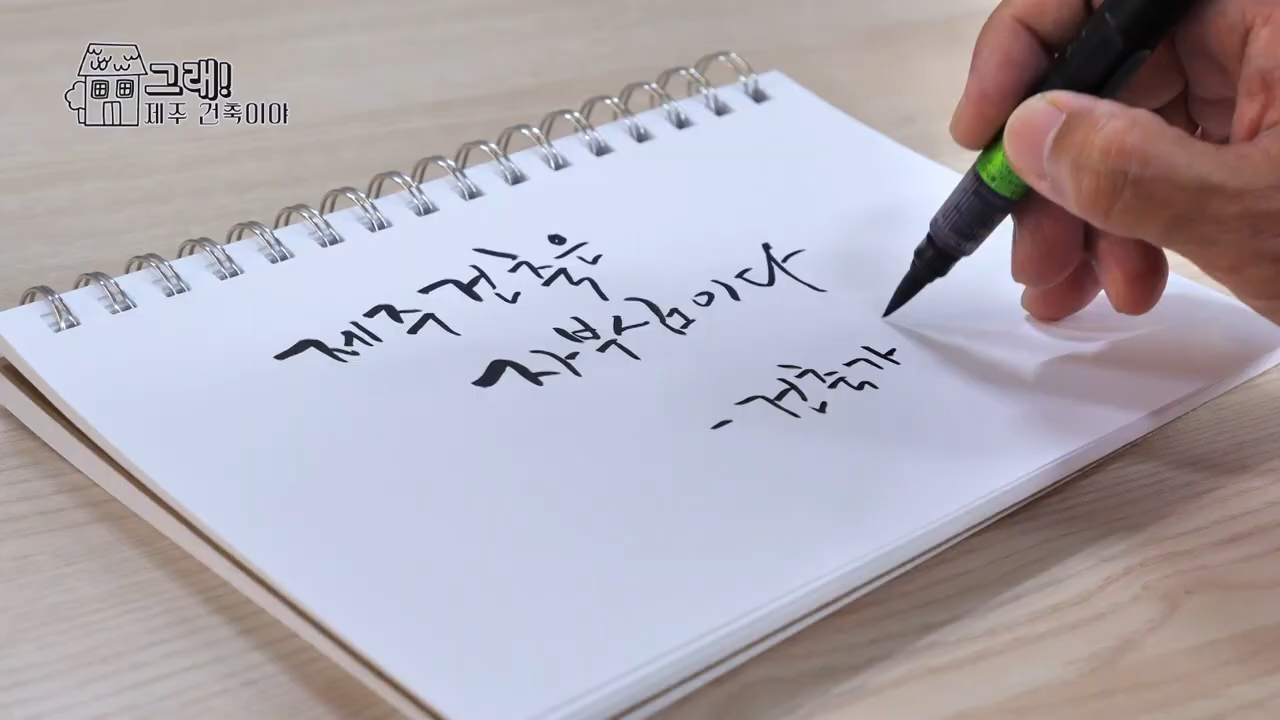 그래!
제주 건축이야
제주 건축은
자부심이다
- 건축가